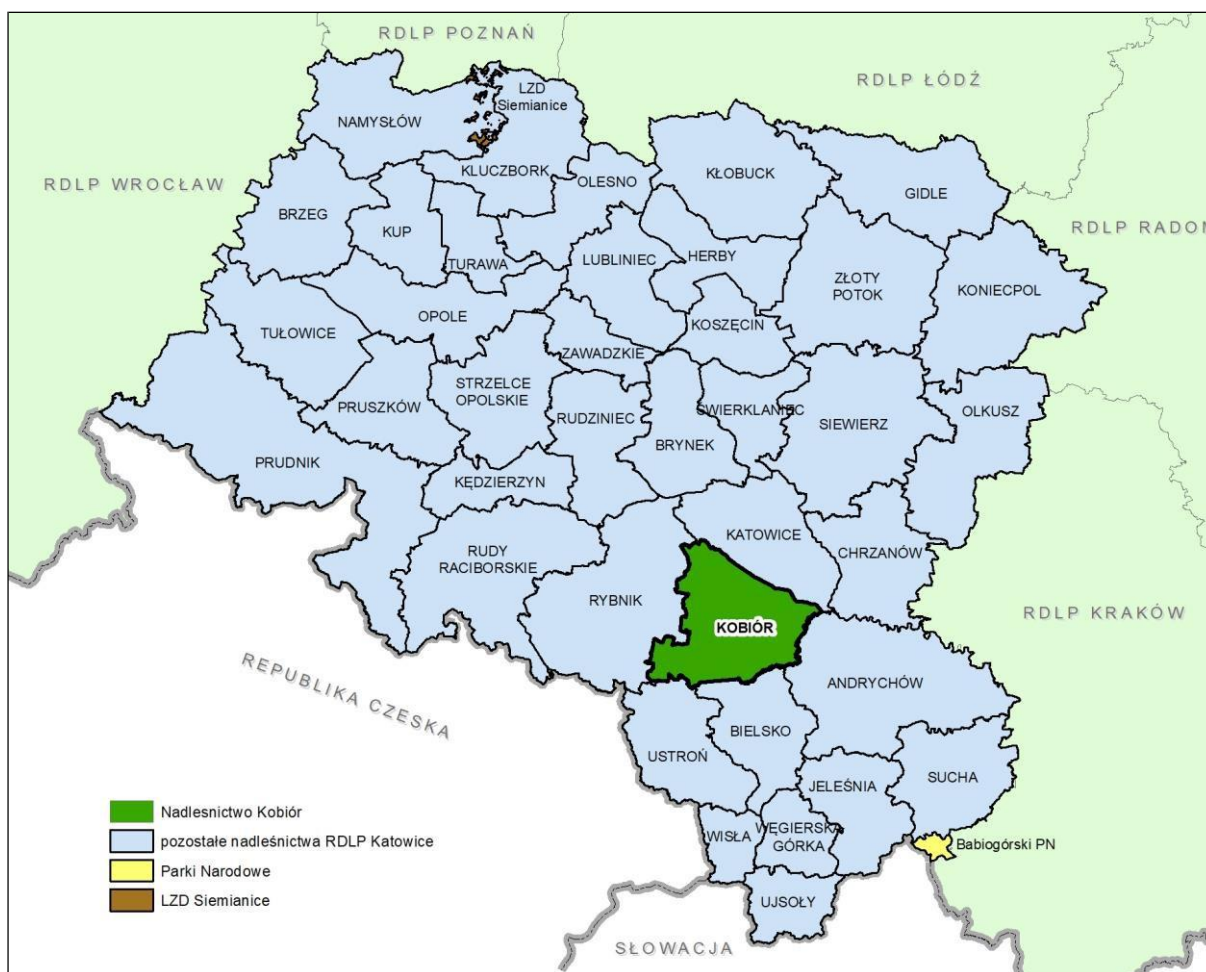 RDLP POZNAŃ
RDLP ŁÓDŹ
LZD
Siemianice
NAMYSŁÓW
RDLP WROCŁAW
KLUCZBORK
OLESNO
KŁOBUCK
GIDLE
BRZEG
KUP
TURAWA
LUBLINIEC
HERBY
ZŁOTY
POTOK
KONIECPOL
RDLP RADOM
TUŁOWICE
OPOLE
KOSZĘCIN
ZAWADZKIE
STRZELCE
OPOLSKIE
PRUSZKÓW
RUDZINIEC
ŚWIERKLANIEC
BRYNEK
SIEWIERZ
OLKUSZ
PRUDNIK
KĘDZIERZYN
KATOWICE
CHRZANÓW
RUDY
RACIBORSKIE
RYBNIK
KOBIÓR
RDLP KRAKÓW
REPUBLIKA CZESKA
ANDRYCHÓW
USTROŃ
BIELSKO
JELEŚNIA
SUCHA
WISŁA
WĘGIERSKA
GÓRKA
Babiogórski PN
UJSOŁY
SŁOWACJA
Nadlesnictwo Kobiór
pozostałe nadleśnictwa RDLP Katowice
Parki Narodowe
LZD Siemianice